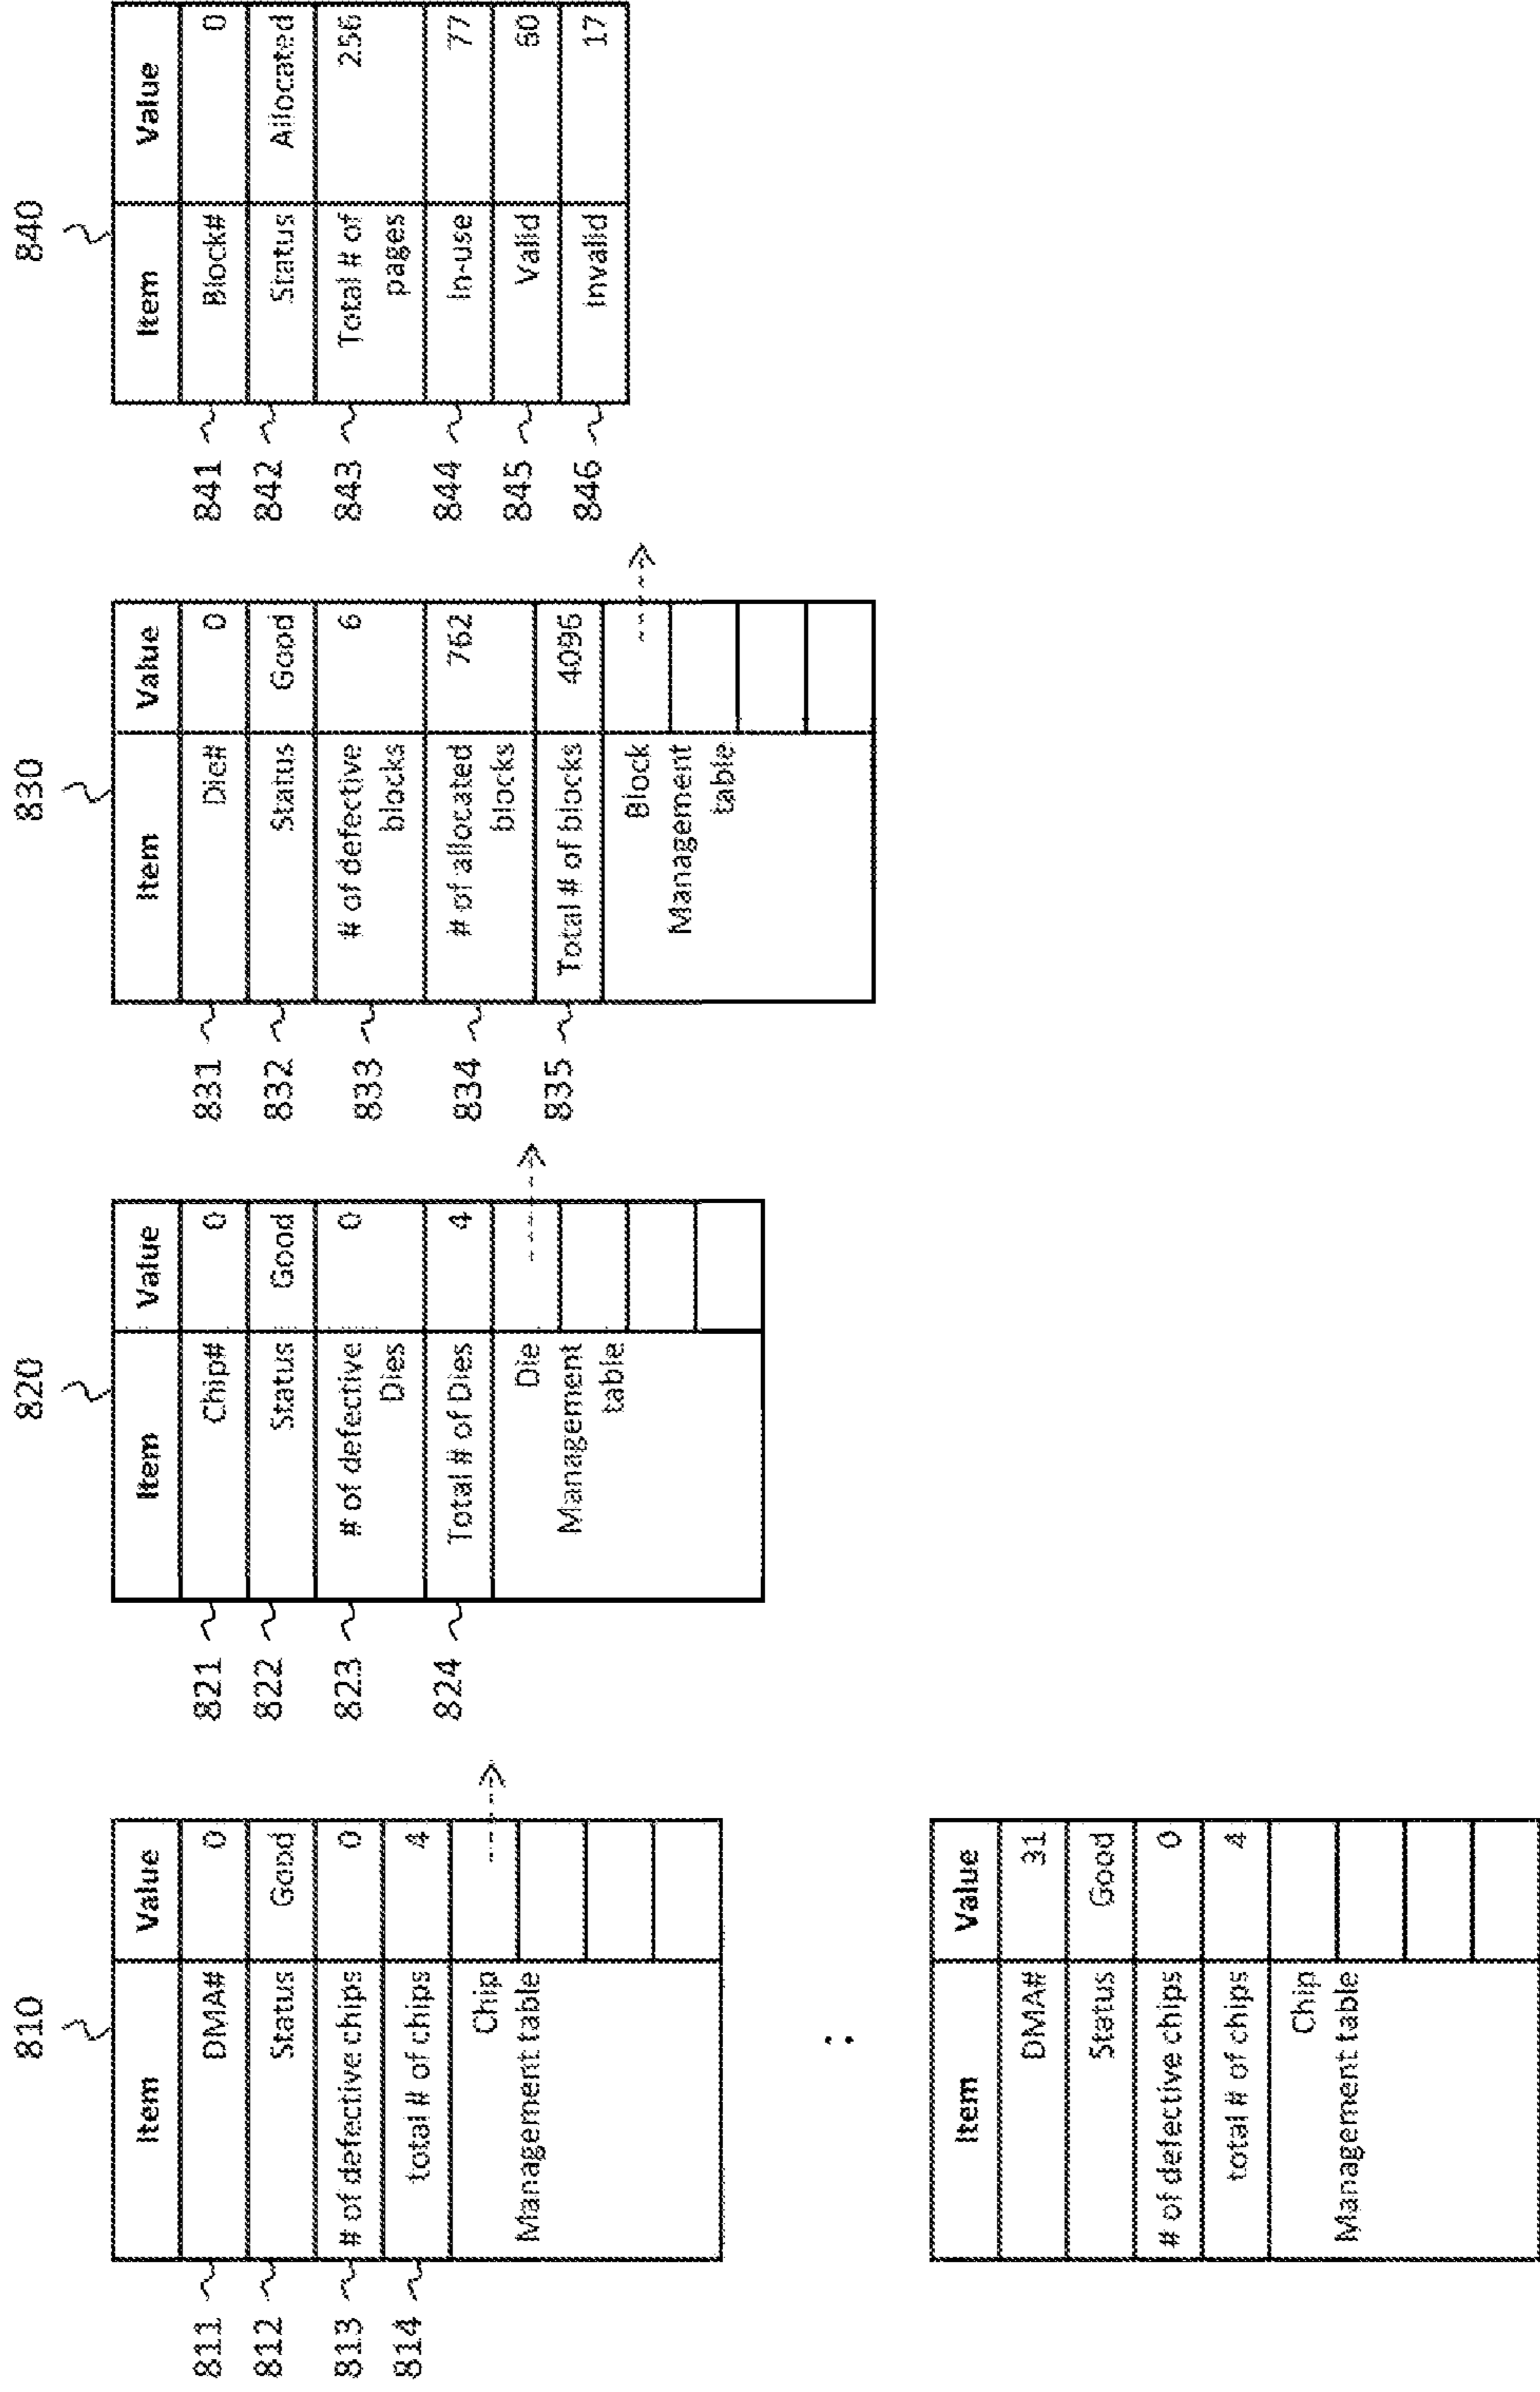 810
Item Value
811 DMA# 0
812 Status Good
813 # of defective chips 0
814 total # of chips 4
Chip
Management table
:
Item Value
DMA# 31
Status Good
# of defective chips 0
total # of chips 4
Chip
Management table
820
Item Value
821 Chip# 0
822 Status Good
823 # of defective 0
Dies
824 Total # of Dies 4
Die
Management
table
830
Item Value
831 Die# 0
832 Status Good
833 # of defective 6
blocks
834 # of allocated 762
blocks
835 Total # of blocks 4096
Block
Management
table
840
Item Value
841 Block# 0
842 Status Allocated
843 Total # of 256
pages
844 In-use 77
845 Valid 60
846 Invalid 17